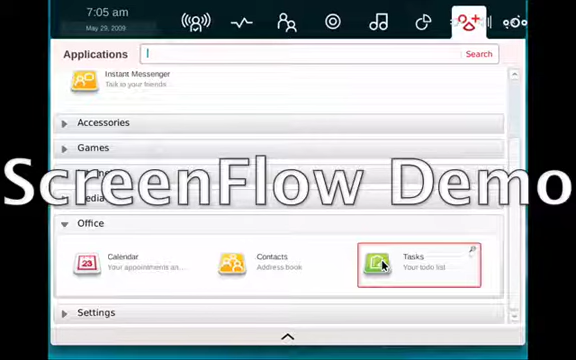 7:05 am
May 29, 2009
Applications
Search
Instant Messenger
Talk to your friends...
Accessories
Games
ScreenFlow Demo
Office
Calendar
Your appointments an...
Contacts
Address book
Tasks
Your todo list
23
Settings